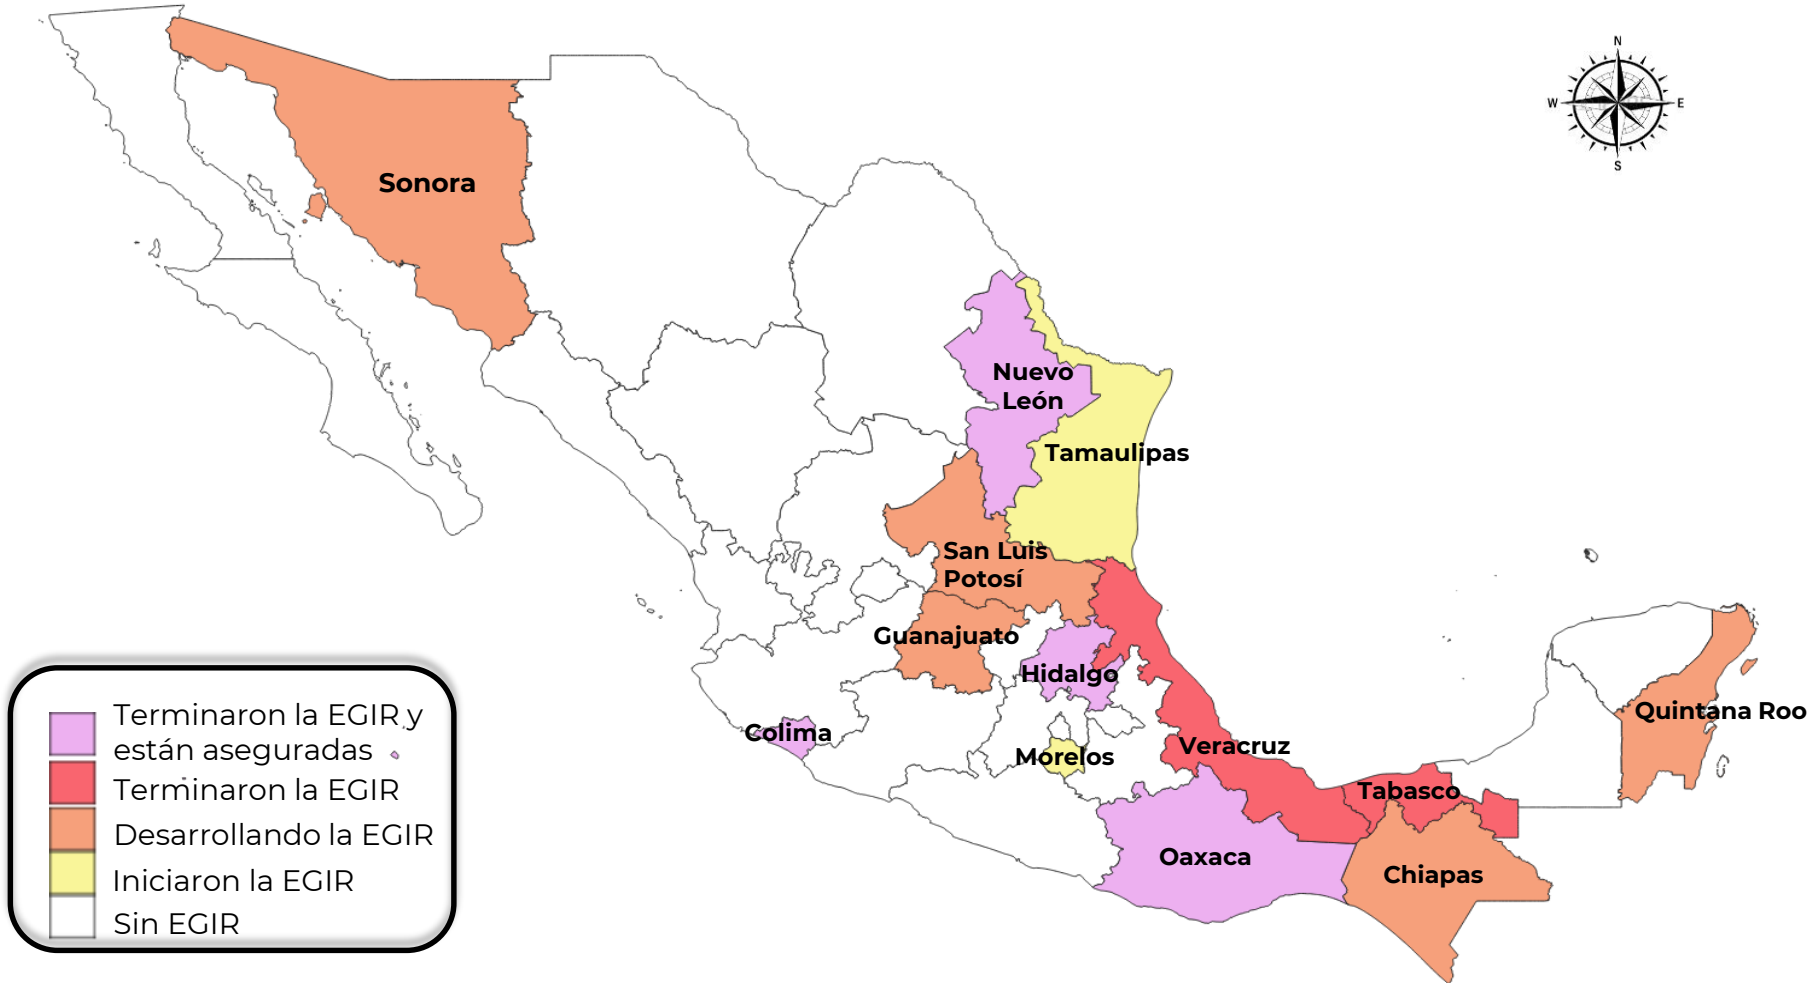 N
W
E
S
Sonora
Nuevo
León
Tamaulipas
San Luis
Potosí
Guanajuato
Hidalgo
Colima
Morelos
Veracruz
Quintana Roo
Tabasco
Oaxaca
Chiapas
Terminaron la EGIR y
están aseguradas
Terminaron la EGIR
Desarrollando la EGIR
Iniciaron la EGIR
Sin EGIR